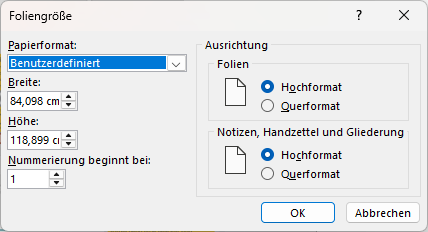 Foliengröße
?
Papierformat:
Benutzerdefiniert
Breite:
84,098 cm
Höhe:
118,899 c
Nummerierung beginnt bei:
1
Ausrichtung
Folien
Hochformat
Querformat
Notizen, Handzettel und Gliederung
Hochformat
Querformat
OK
Abbrechen